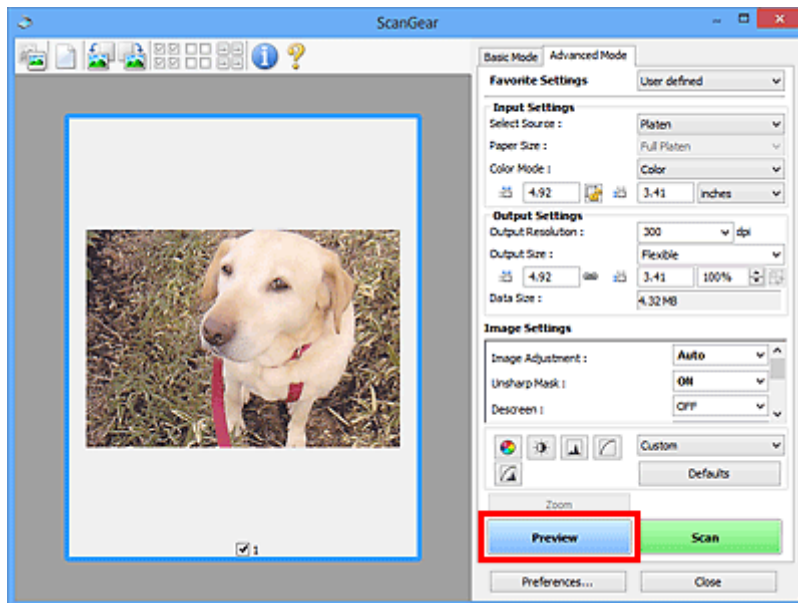 ScanGear
Basic Mode Advanced Mode
Favorite Settings User defined
Input Settings
Select Source : Platen
Paper Size : Full Platen
Color Mode : Color
4.92 3.41 inches
Output Settings
Output Resolution : 300 dpi
Output Size : Flexible
4.92 3.41 100%
Data Size : 4.32 MB
Image Settings
Image Adjustment : Auto
Unsharp Mask : ON
Descreen : OFF
Custom
Defaults
Zoom
Preview Scan
1
Preferences... Close